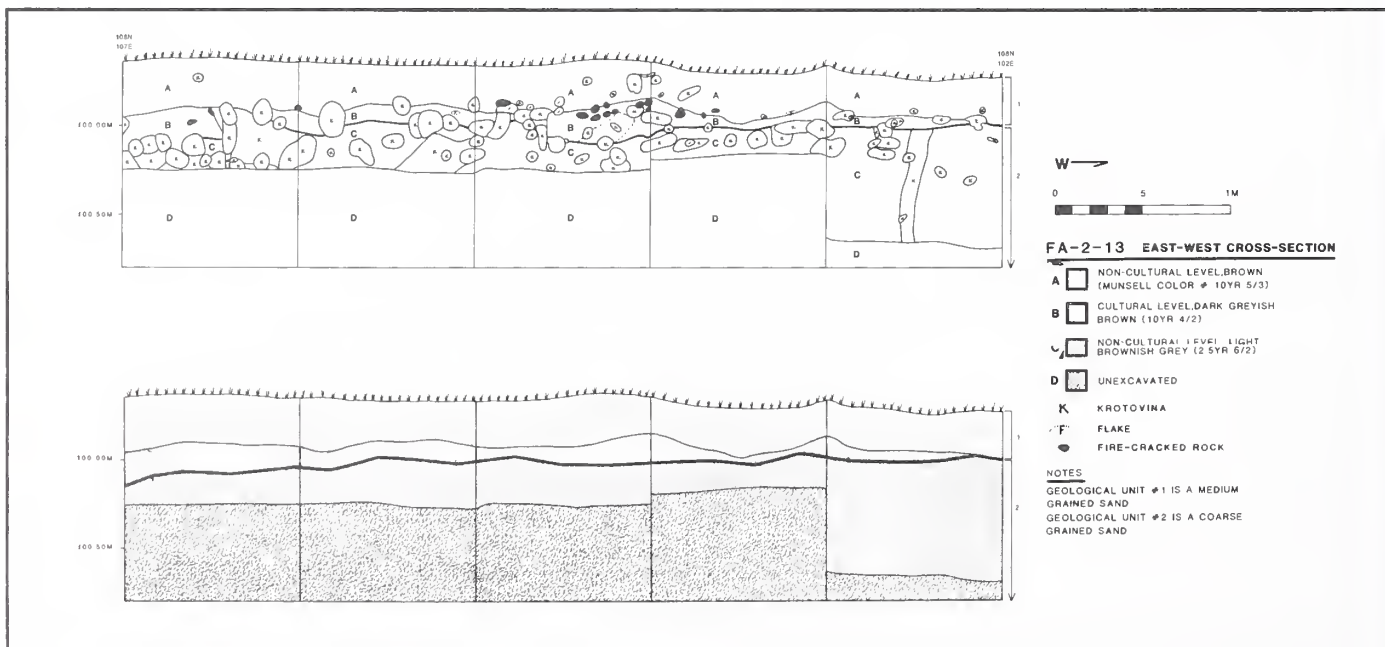 108N
107E
108N
102E
A
A
A
A
A
B
B
B
B
B
C
C
C
C
C
D
D
D
D
D
100 00M
100 50M
1
2
W
0 5 1M
FA-2-13 EAST-WEST CROSS-SECTION
A NON-CULTURAL LEVEL,BROWN
(MUNSELL COLOR # 10YR 5/3)
B CULTURAL LEVEL,DARK GREYISH
BROWN (10YR 4/2)
C NON-CULTURAL LEVEL, LIGHT
BROWNISH GREY (2 5YR 6/2)
D UNEXCAVATED
K KROTOVINA
F FLAKE
FIRE-CRACKED ROCK
NOTES
GEOLOGICAL UNIT #1 IS A MEDIUM
GRAINED SAND
GEOLOGICAL UNIT #2 IS A COARSE
GRAINED SAND
100 00M
100 50M
1
2